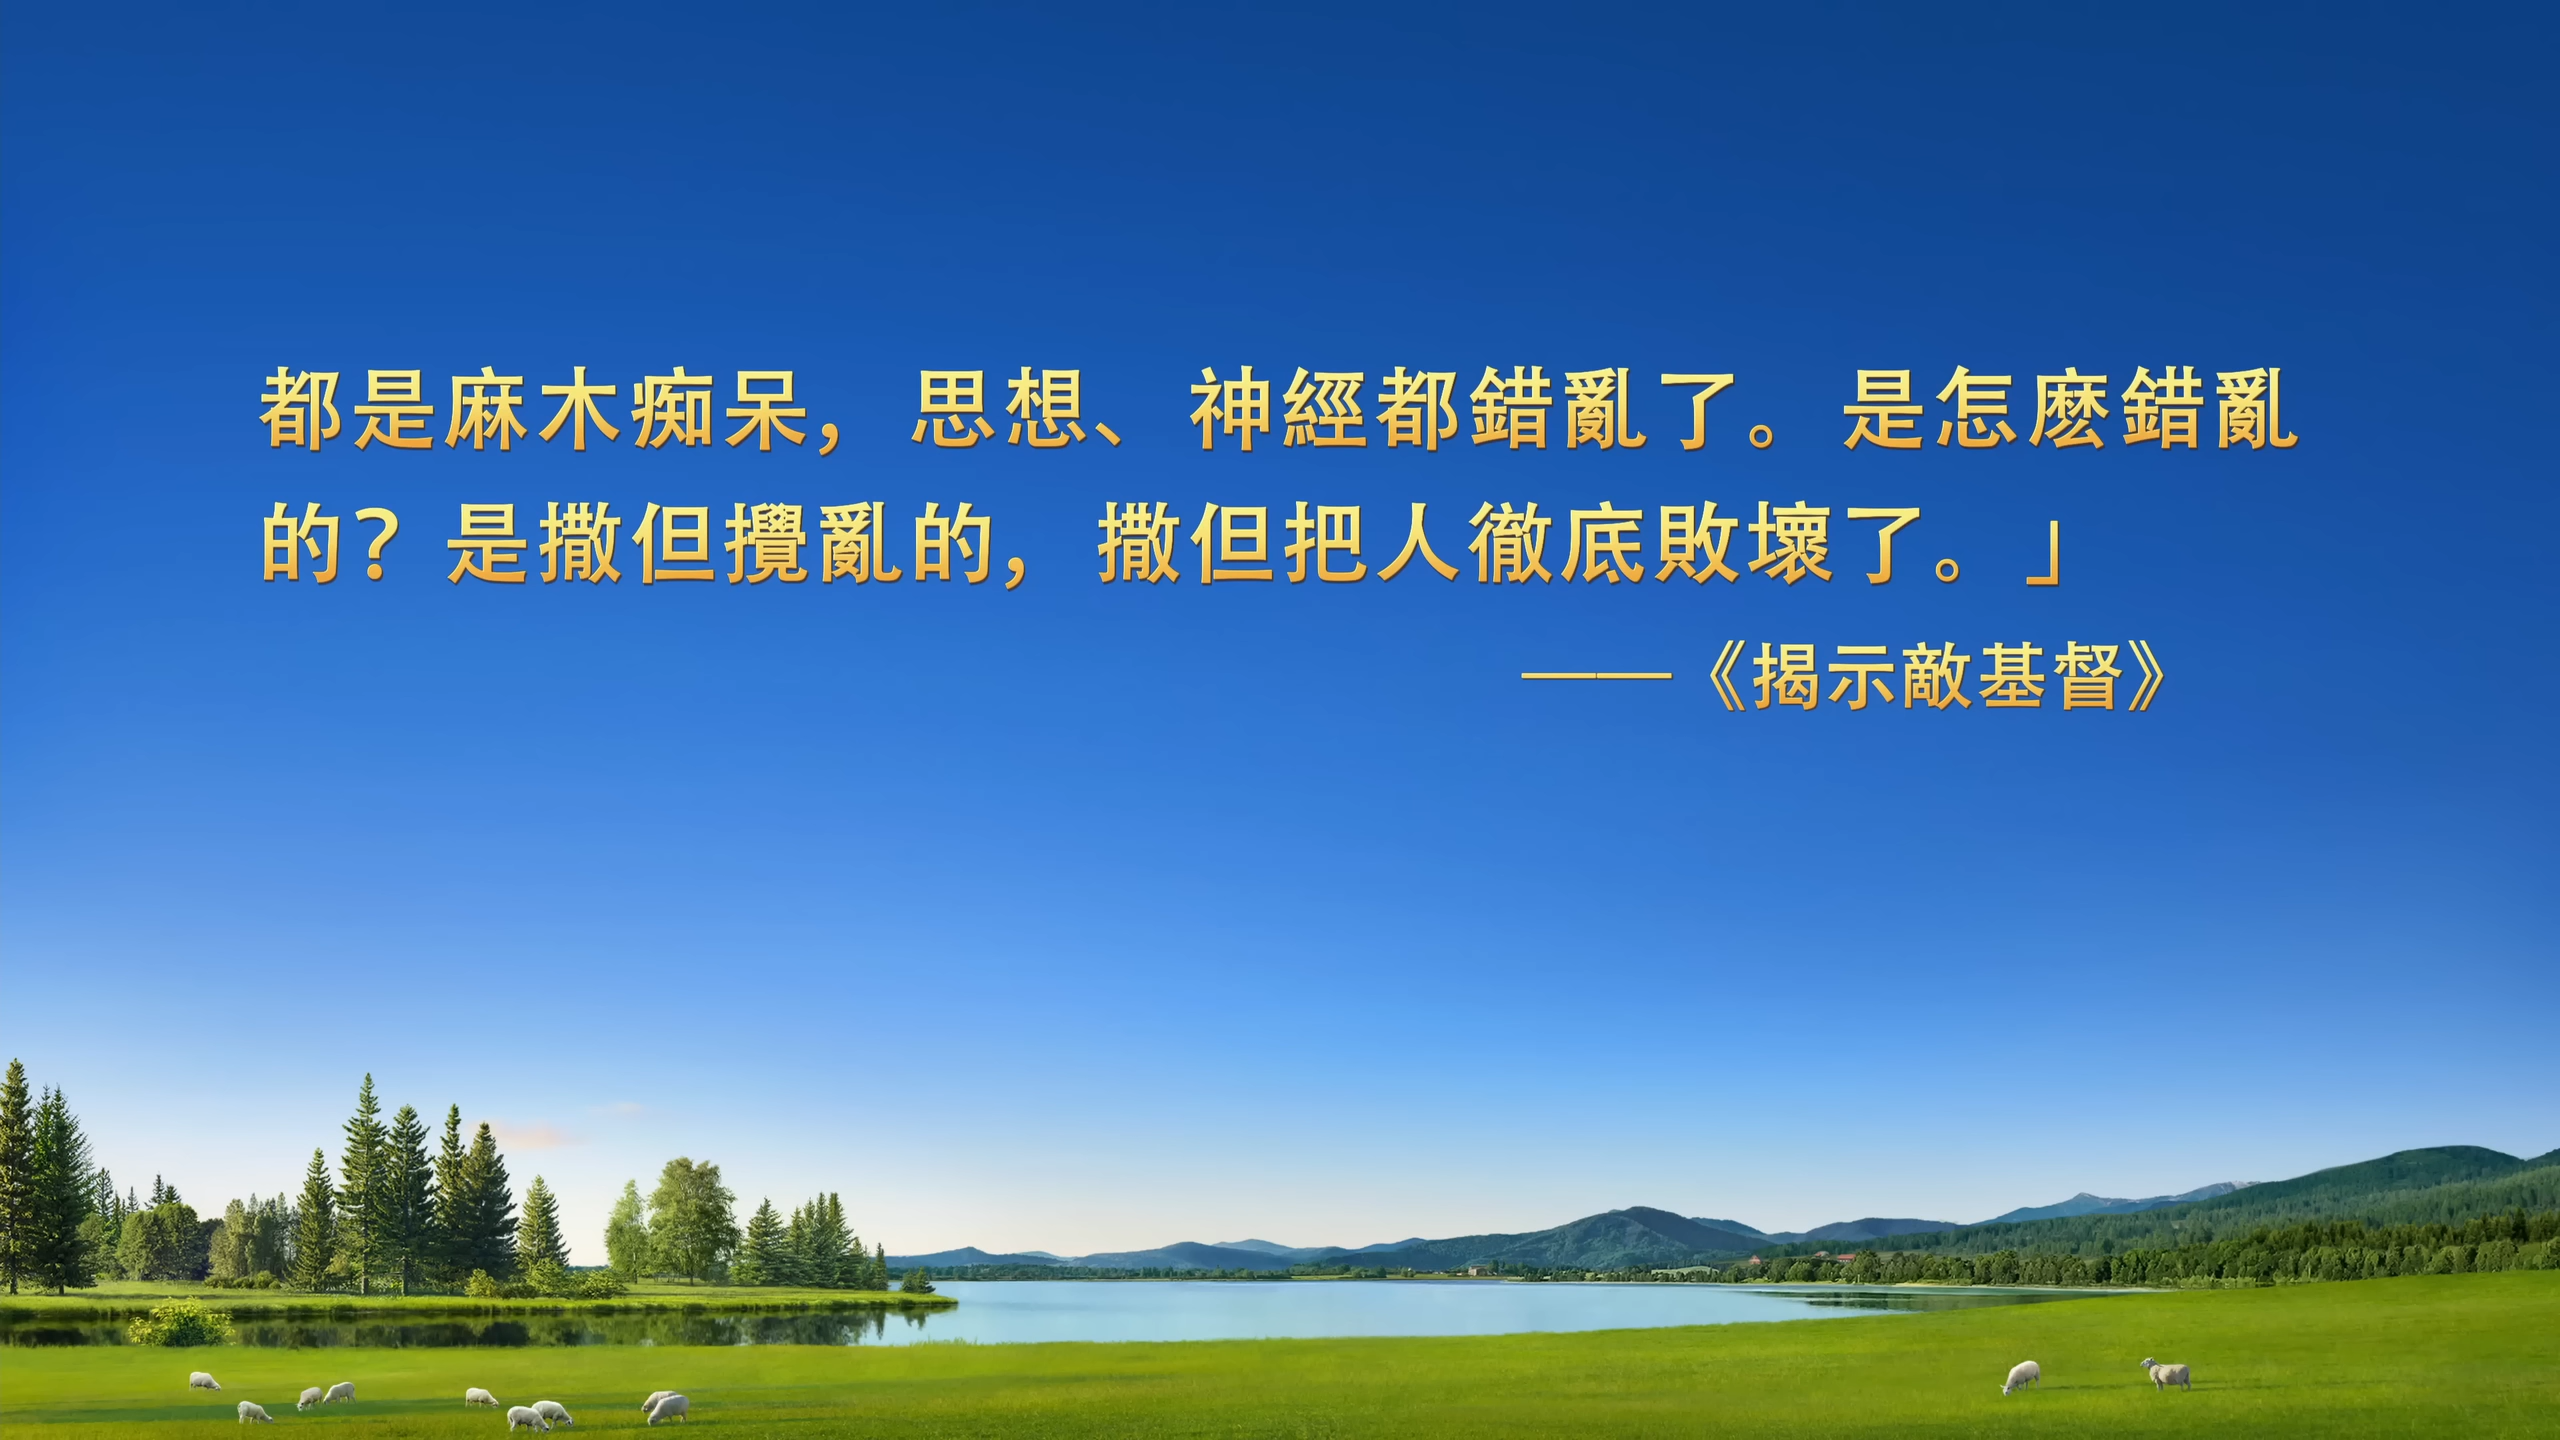 都是麻木痴呆，思想、神經都錯亂了。是怎麽錯亂
的？是撒但攪亂的，撒但把人徹底敗壞了。」
——《揭示敵基督》